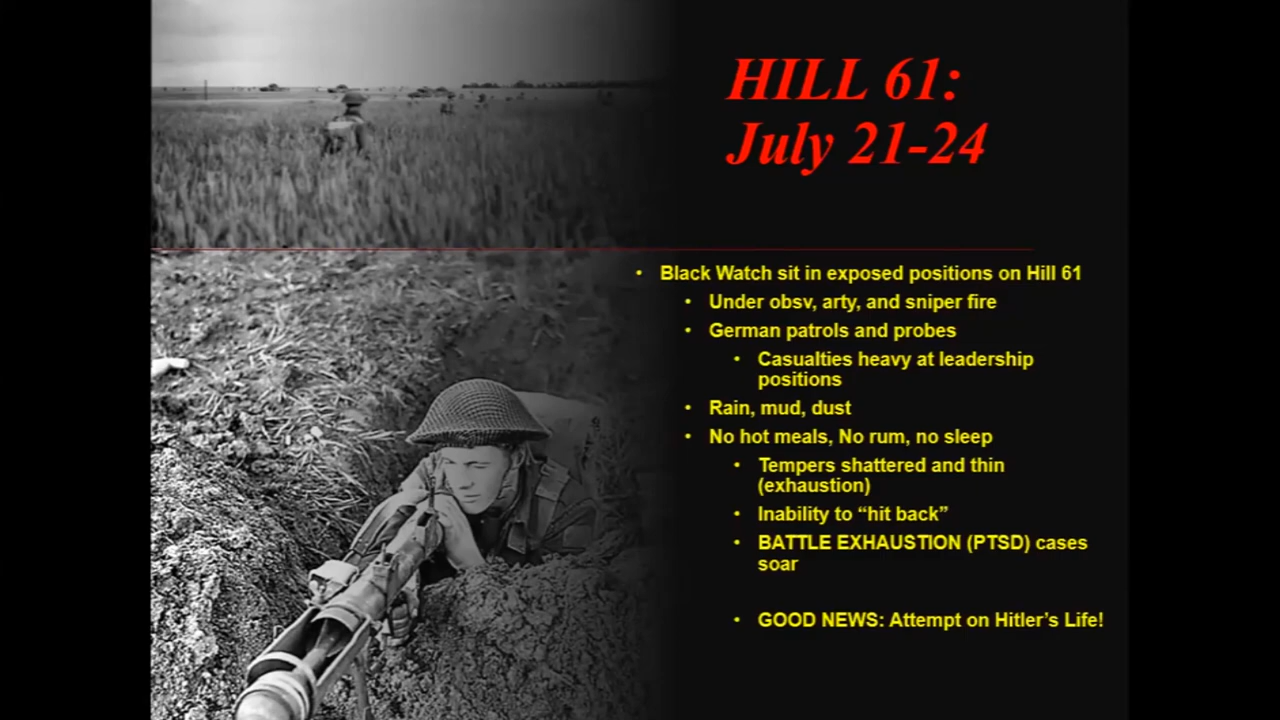 HILL 61:
July 21-24
• Black Watch sit in exposed positions on Hill 61
• Under obsv, arty, and sniper fire
• German patrols and probes
• Casualties heavy at leadership
positions
• Rain, mud, dust
• No hot meals, No rum, no sleep
• Tempers shattered and thin
(exhaustion)
• Inability to “hit back”
• BATTLE EXHAUSTION (PTSD) cases
soar
• GOOD NEWS: Attempt on Hitler’s Life!